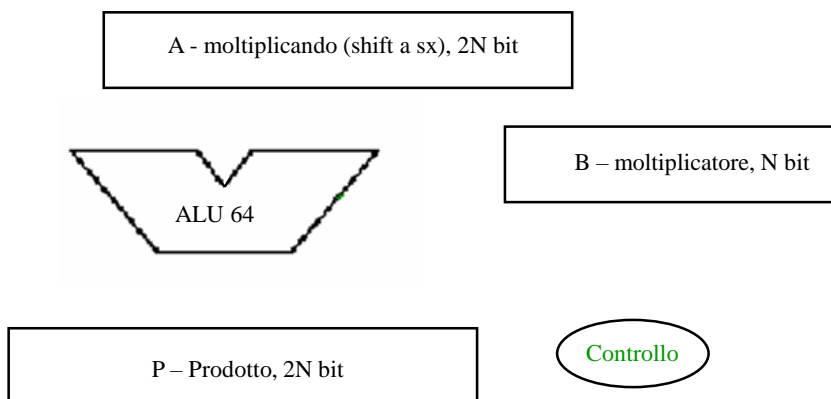 A - moltiplicando (shift a sx), 2N bit
B – moltiplicatore, N bit
ALU 64
P – Prodotto, 2N bit
Controllo